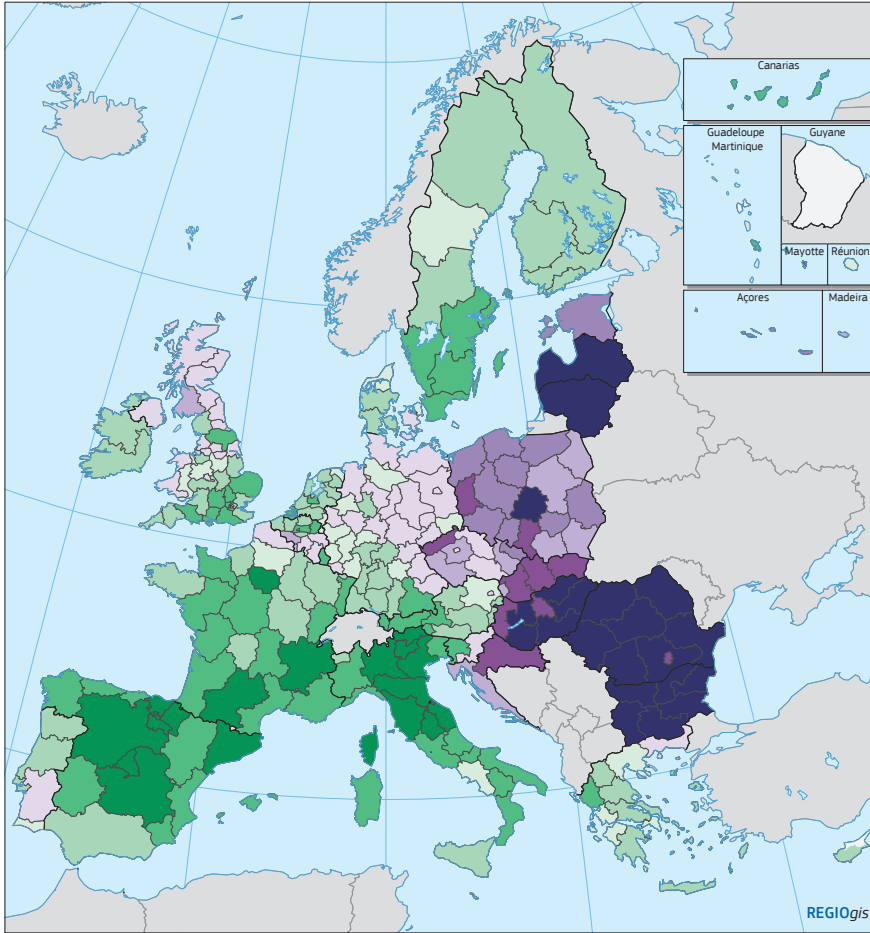 Canarias
Guadeloupe
Martinique
Guyane
Mayotte
Réunion
Açores
Madeira
REGIOgis